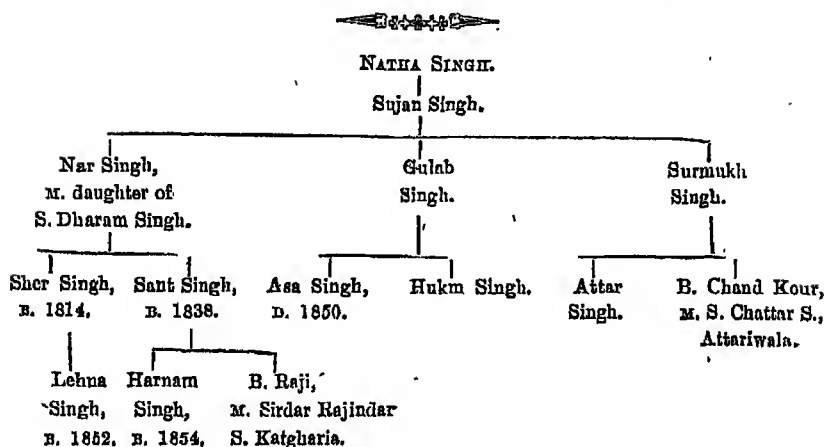 NATHA SINGH.
Sujan Singh.
Nar Singh,
M. daughter of
S. Dharam Singh.
Gulab
Singh.
Surmukh
Singh.
Sher Singh,
B. 1814.
Sant Singh,
B. 1838.
Asa Singh,
D. 1850.
Hukm Singh.
Attar
Singh.
B. Chand Kour,
M. S. Chattar S.,
Attariwala.
Lehna
Singh,
B. 1852.
Harnam
Singh,
B. 1854.
B. Raji,
M. Sirdar Rajindar
S. Katgharia.